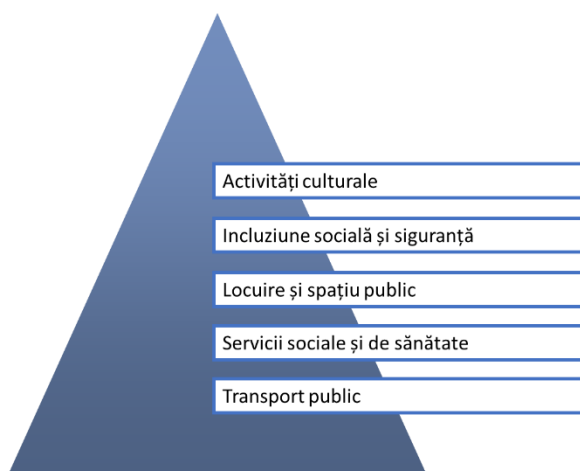 Activități culturale
Incluziune socială și siguranță
Locuire și spațiu public
Servicii sociale și de sănătate
Transport public